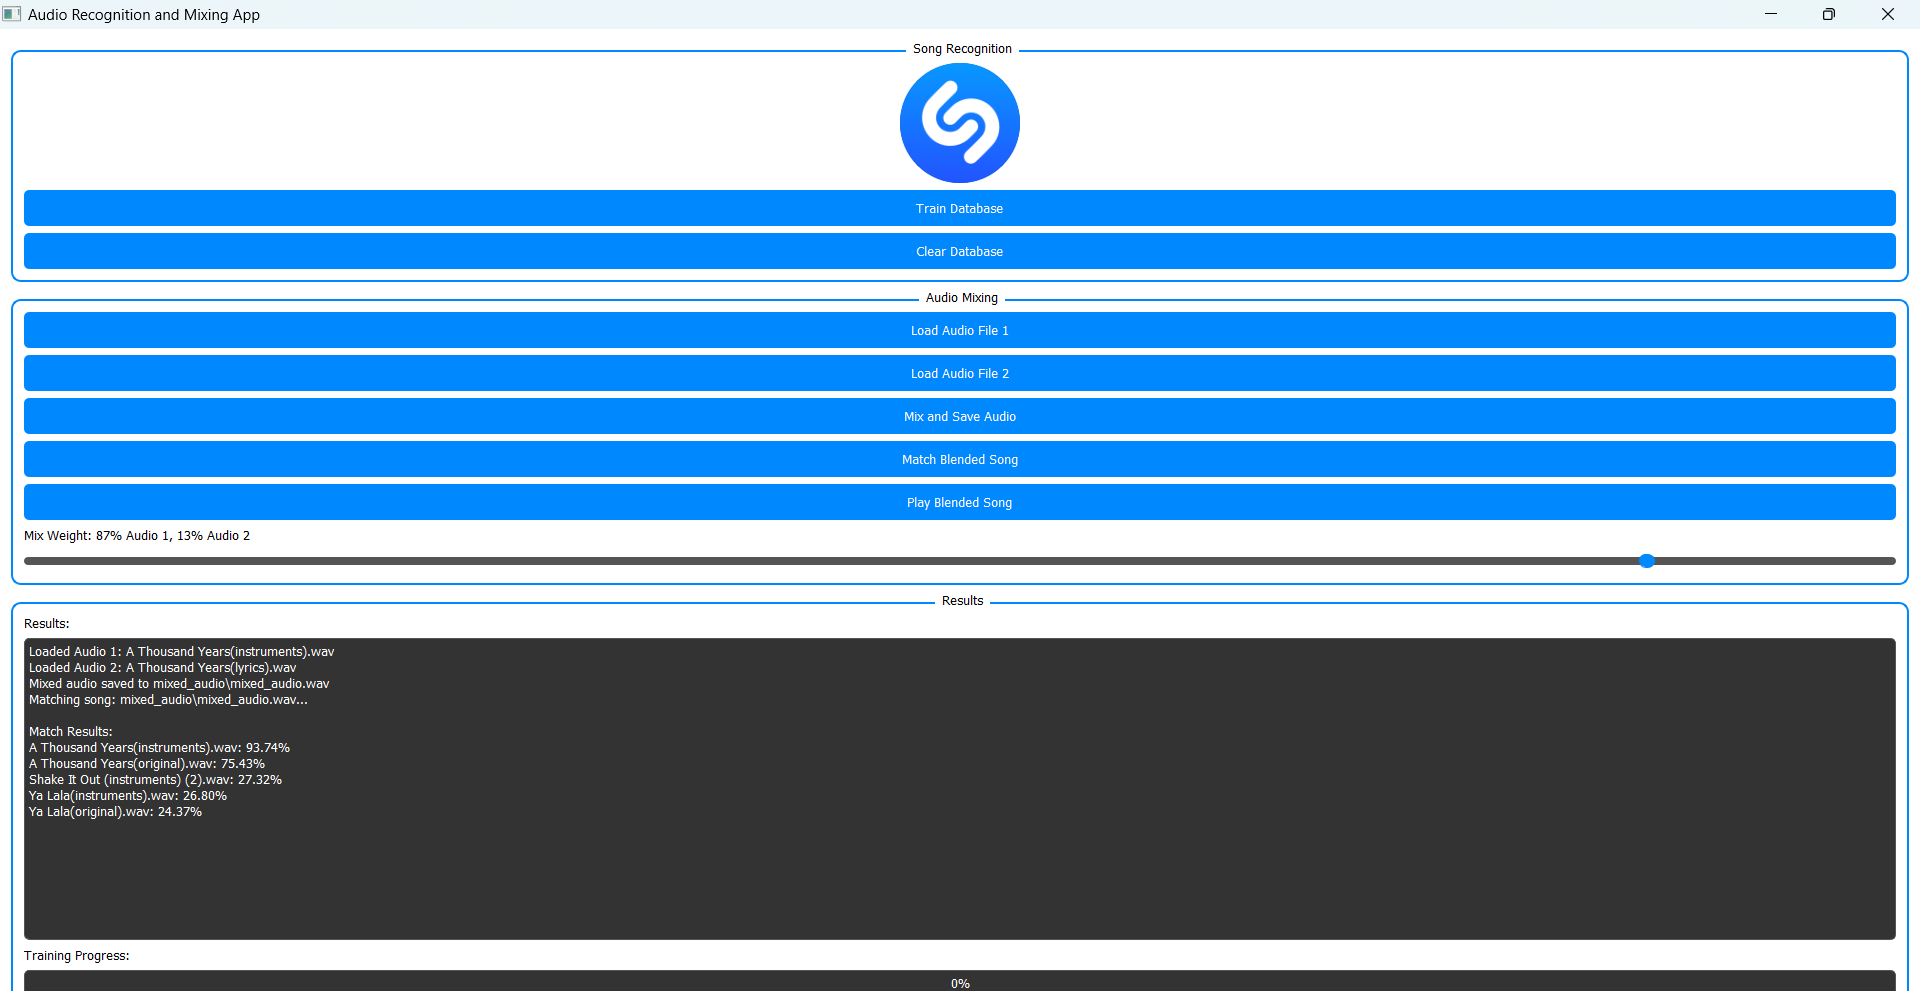 Audio Recognition and Mixing App
Song Recognition
Train Database
Clear Database
Audio Mixing
Load Audio File 1
Load Audio File 2
Mix and Save Audio
Match Blended Song
Play Blended Song
Mix Weight: 87% Audio 1, 13% Audio 2
Results
Results:
Loaded Audio 1: A Thousand Years(instruments).wav
Loaded Audio 2: A Thousand Years(lyrics).wav
Mixed audio saved to mixed_audio\mixed_audio.wav
Matching song: mixed_audio\mixed_audio.wav...
Match Results:
A Thousand Years(instruments).wav: 93.74%
A Thousand Years(original).wav: 75.43%
Shake It Out (instruments) (2).wav: 27.32%
Ya Lala(instruments).wav: 26.80%
Ya Lala(original).wav: 24.37%
Training Progress:
0%